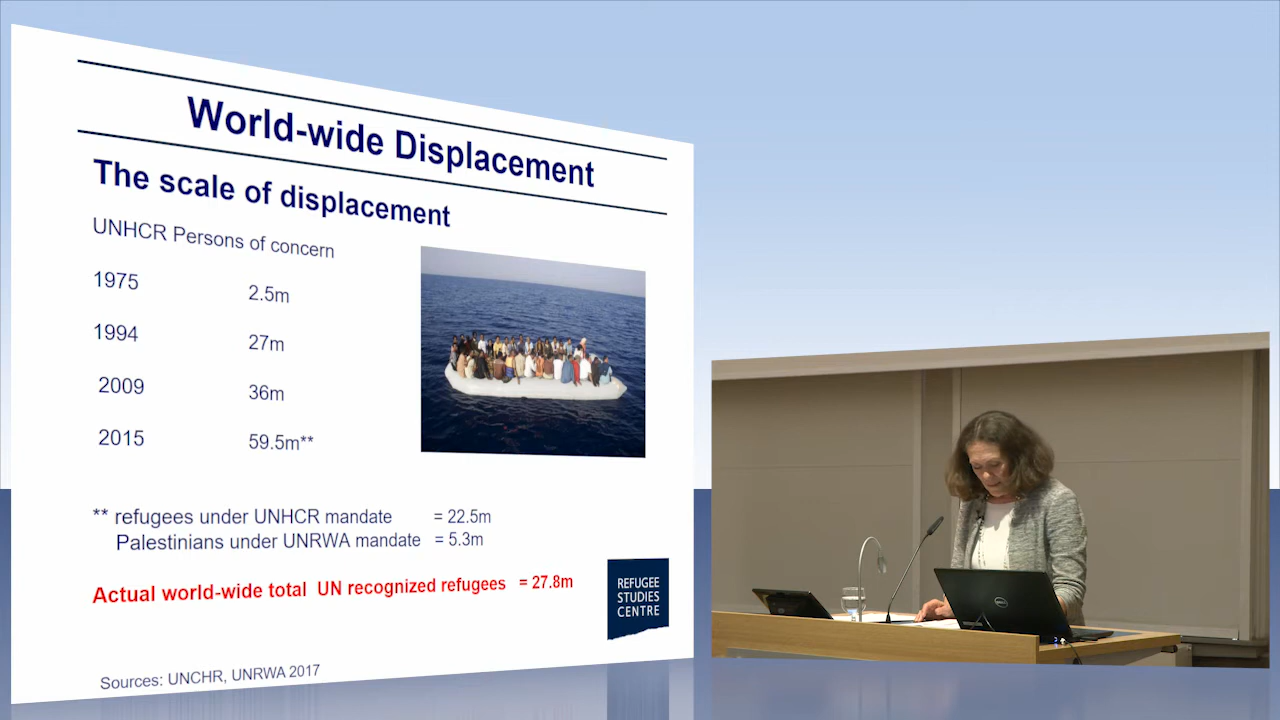 World-wide Displacement
The scale of displacement
UNHCR Persons of concern
1975 2.5m
1994 27m
2009 36m
2015 59.5m**
** refugees under UNHCR mandate = 22.5m
Palestinians under UNRWA mandate = 5.3m
Actual world-wide total UN recognized refugees = 27.8m
REFUGEE
STUDIES
CENTRE
Sources: UNCHR, UNRWA 2017
DELL